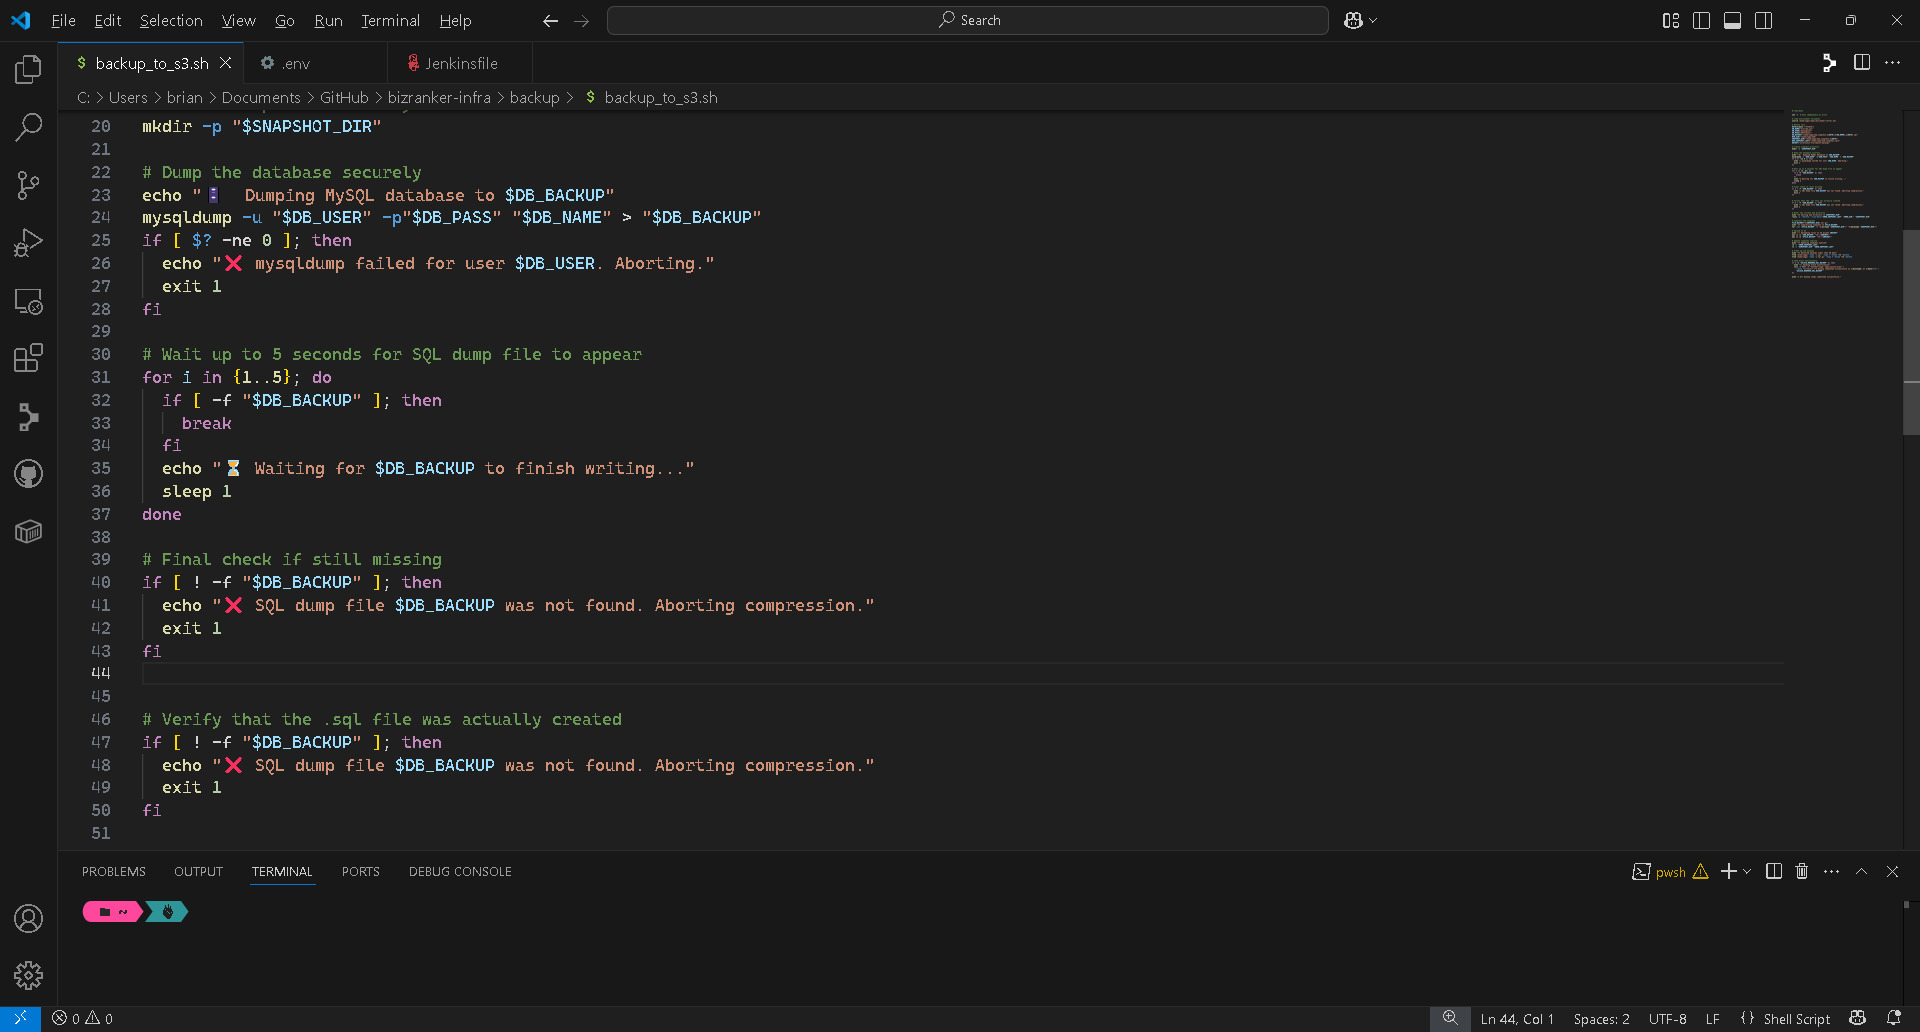 File Edit Selection View Go Run Terminal Help
Search
backup_to_s3.sh
.env
Jenkinsfile
C: > Users > brian > Documents > GitHub > bizranker-infra > backup > $ backup_to_s3.sh
20 mkdir -p "$SNAPSHOT_DIR"
21
22 # Dump the database securely
23 echo " Dumping MySQL database to $DB_BACKUP"
24 mysqldump -u "$DB_USER" -p"$DB_PASS" "$DB_NAME" > "$DB_BACKUP"
25 if [ $? -ne 0 ]; then
26 echo "❌ mysqldump failed for user $DB_USER. Aborting."
27 exit 1
28 fi
29
30 # Wait up to 5 seconds for SQL dump file to appear
31 for i in {1..5}; do
32 if [ -f "$DB_BACKUP" ]; then
33 break
34 fi
35 echo "⏳ Waiting for $DB_BACKUP to finish writing..."
36 sleep 1
37 done
38
39 # Final check if still missing
40 if [ ! -f "$DB_BACKUP" ]; then
41 echo "❌ SQL dump file $DB_BACKUP was not found. Aborting compression."
42 exit 1
43 fi
44
45
46 # Verify that the .sql file was actually created
47 if [ ! -f "$DB_BACKUP" ]; then
48 echo "❌ SQL dump file $DB_BACKUP was not found. Aborting compression."
49 exit 1
50 fi
51
PROBLEMS OUTPUT TERMINAL PORTS DEBUG CONSOLE
pwsh
~
0 0
Ln 44, Col 1 Spaces: 2 UTF-8 LF {} Shell Script